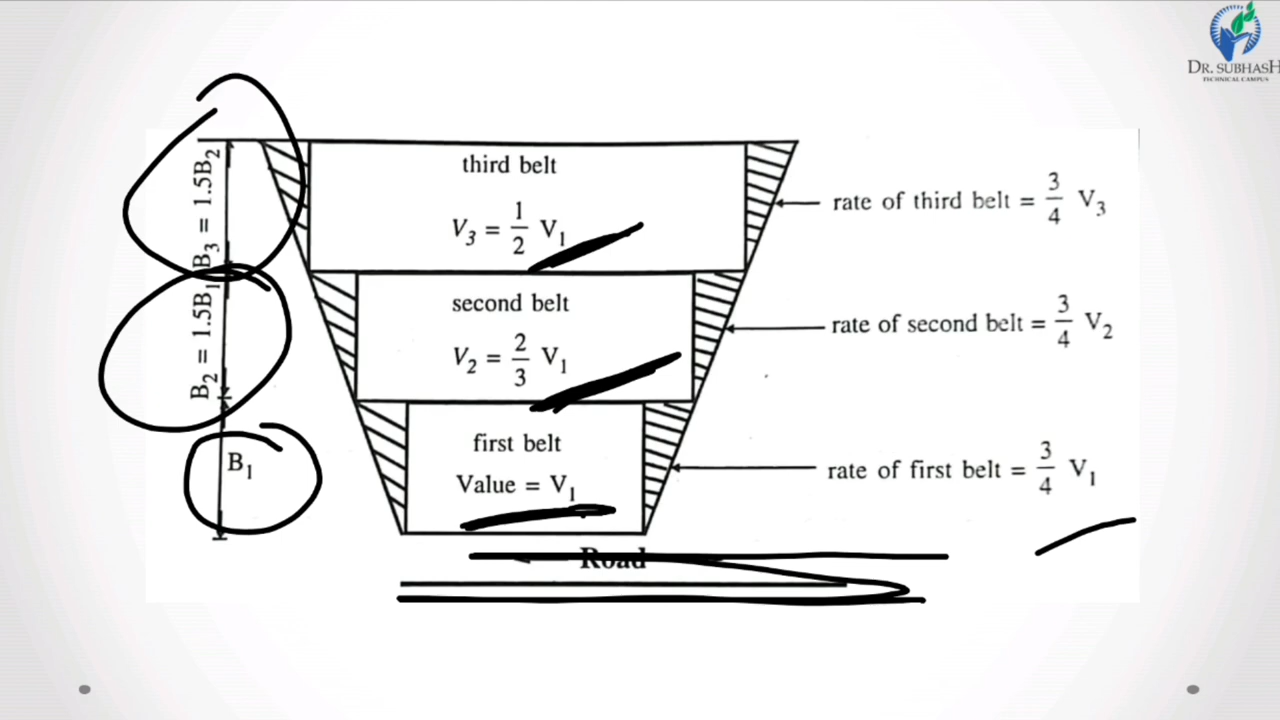 DR. SUBHASH
TECHNICAL CAMPUS
third belt
V₃ = 1/2 V₁
B₃ = 1.5B₂
rate of third belt = 3/4 V₃
second belt
V₂ = 2/3 V₁
B₂ = 1.5B₁
rate of second belt = 3/4 V₂
first belt
Value = V₁
B₁
rate of first belt = 3/4 V₁
Road